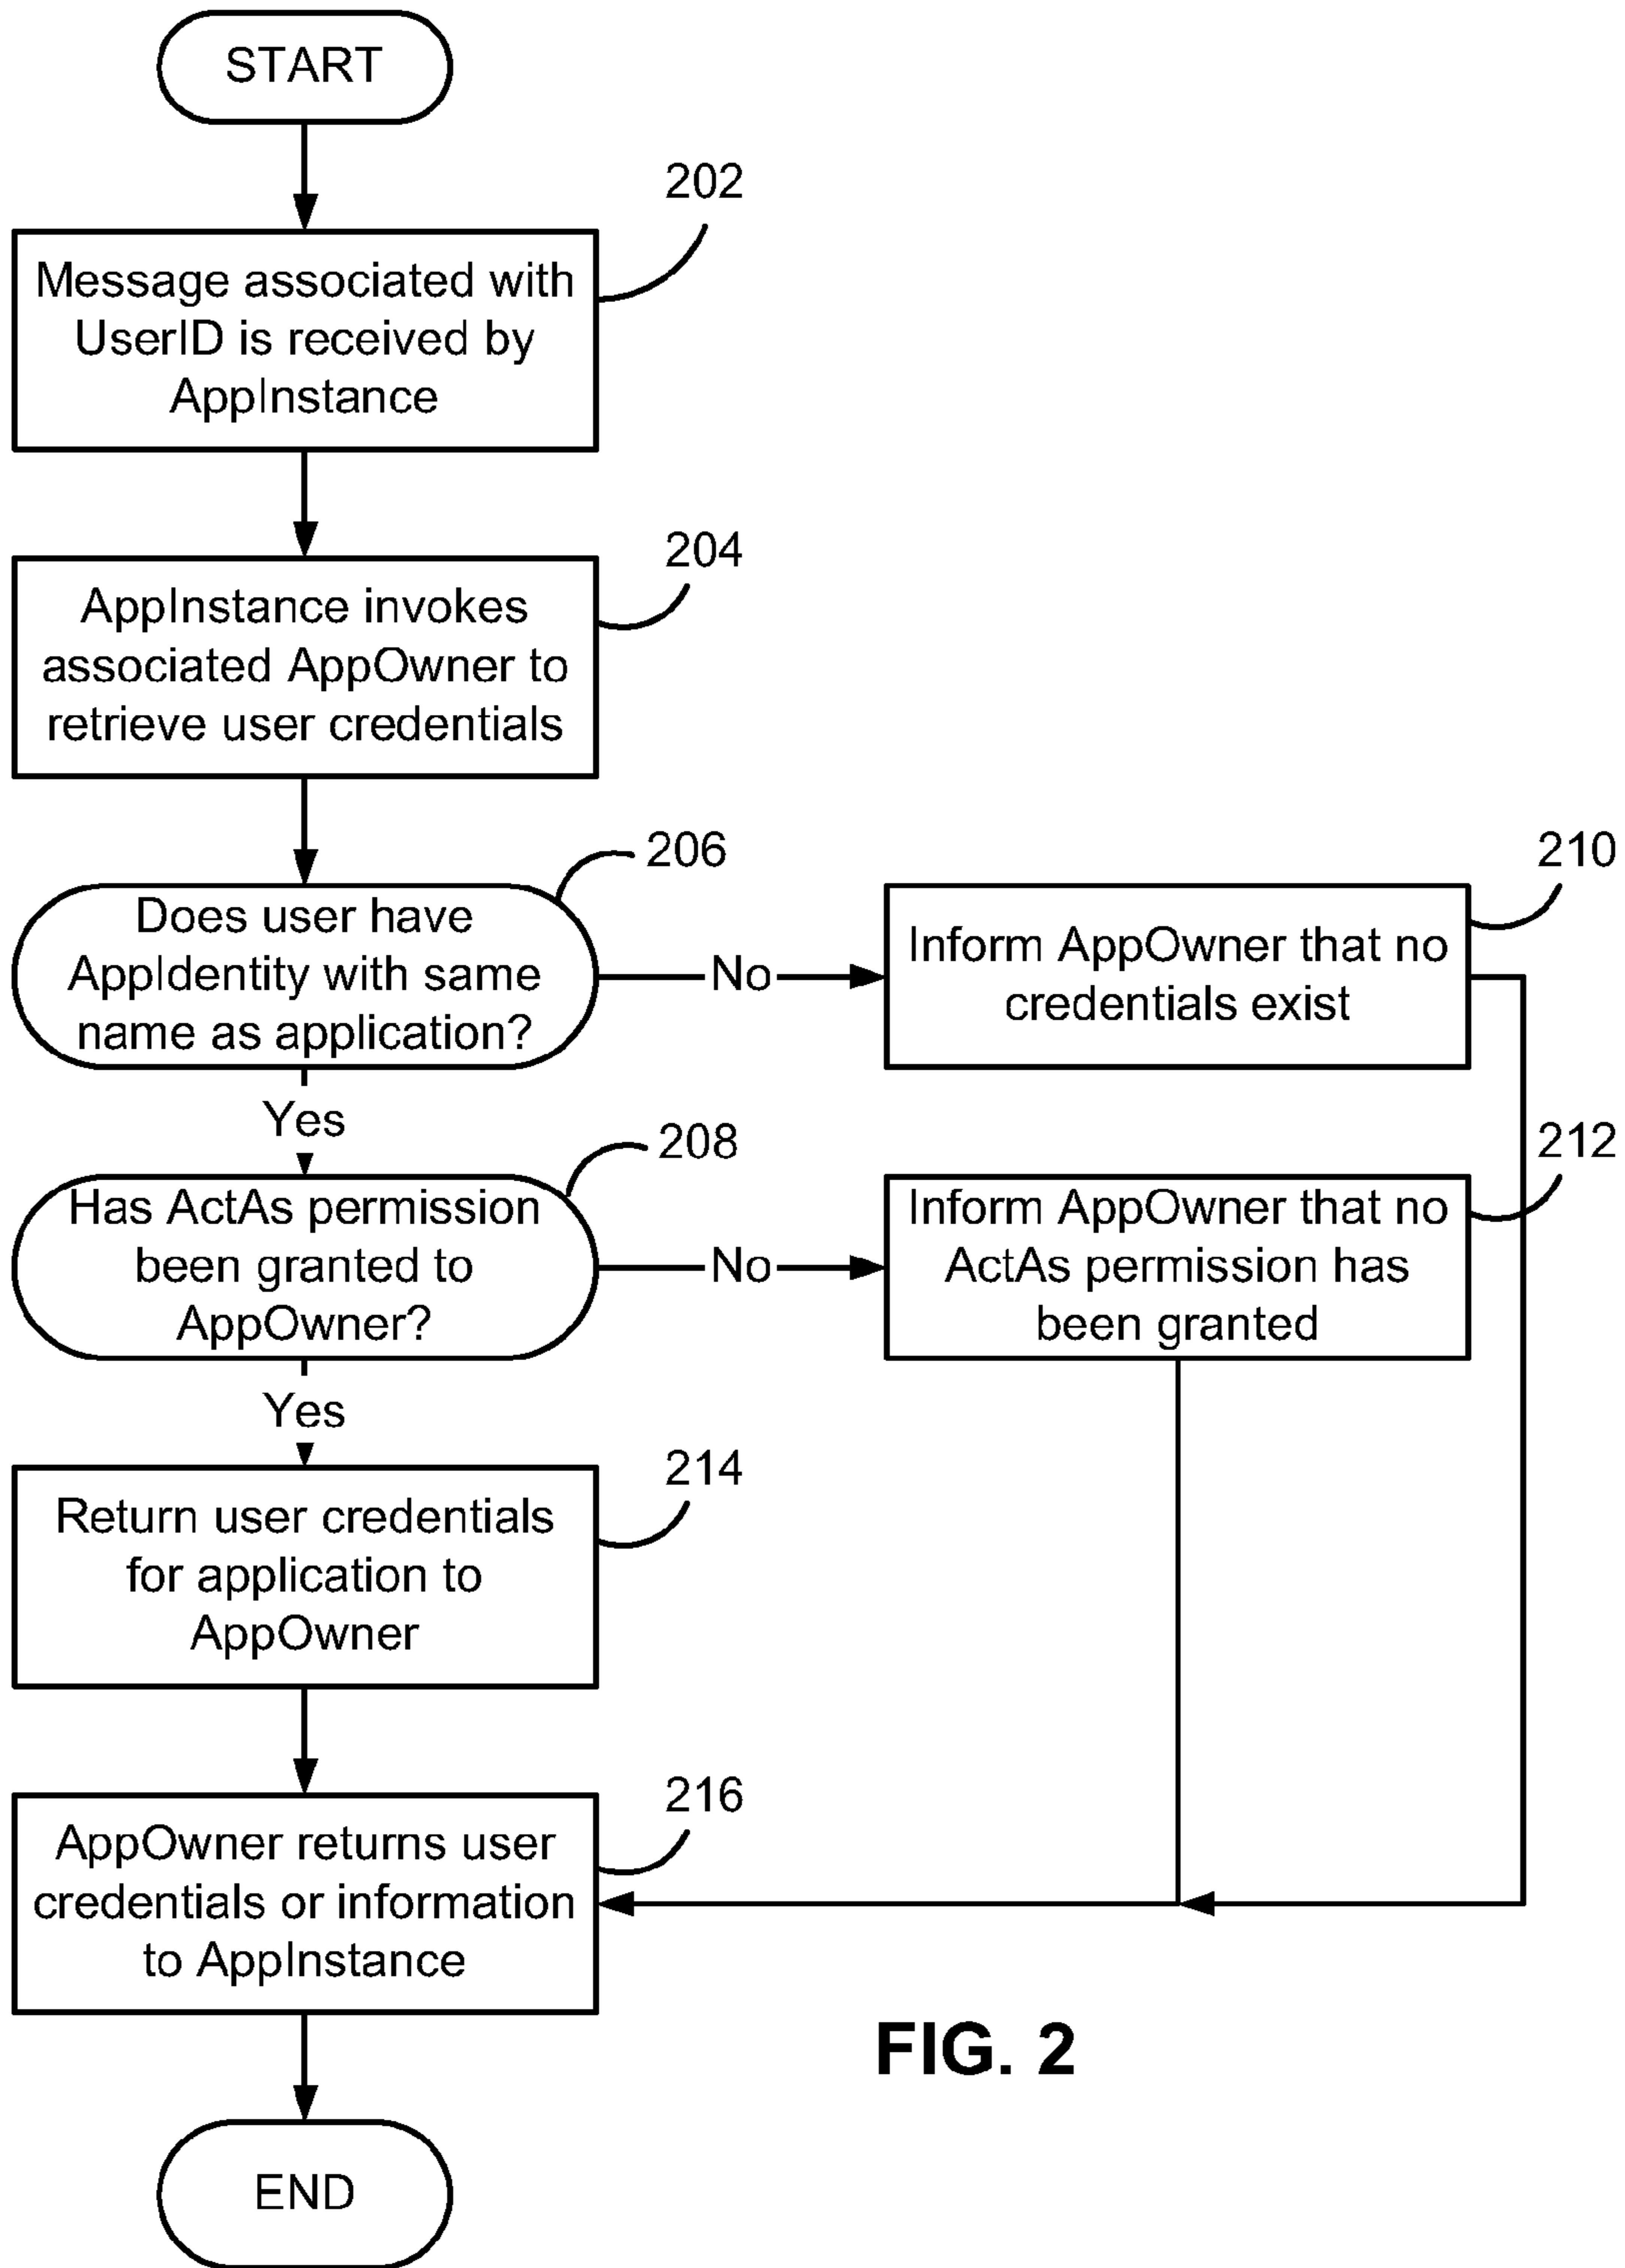 START
202
Message associated with
UserID is received by
AppInstance
204
AppInstance invokes
associated AppOwner to
retrieve user credentials
206
Does user have
AppIdentity with same
name as application?
No
210
Inform AppOwner that no
credentials exist
Yes
208
Has ActAs permission
been granted to
AppOwner?
No
212
Inform AppOwner that no
ActAs permission has
been granted
Yes
214
Return user credentials
for application to
AppOwner
216
AppOwner returns user
credentials or information
to AppInstance
FIG. 2
END